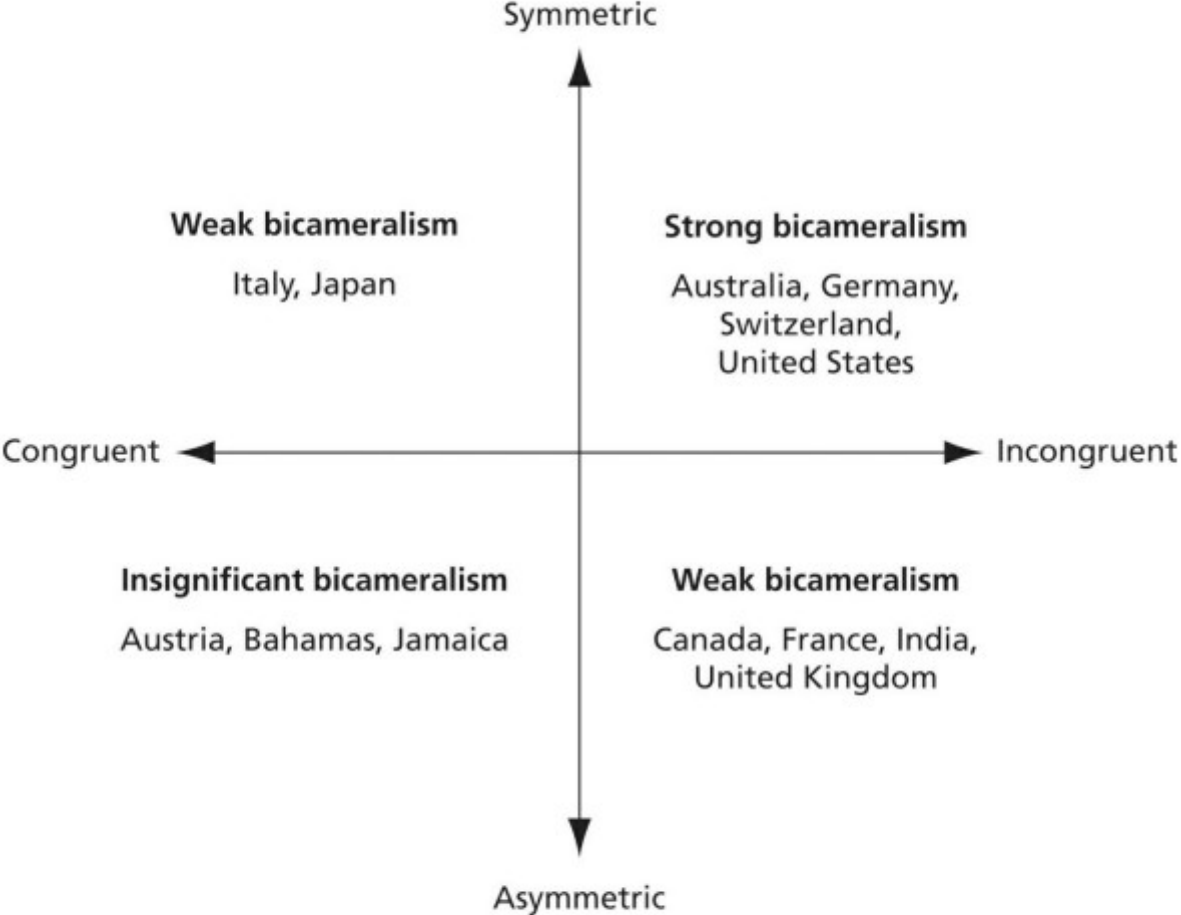 Symmetric
Weak bicameralism
Italy, Japan
Strong bicameralism
Australia, Germany,
Switzerland,
United States
Congruent
Incongruent
Insignificant bicameralism
Austria, Bahamas, Jamaica
Weak bicameralism
Canada, France, India,
United Kingdom
Asymmetric